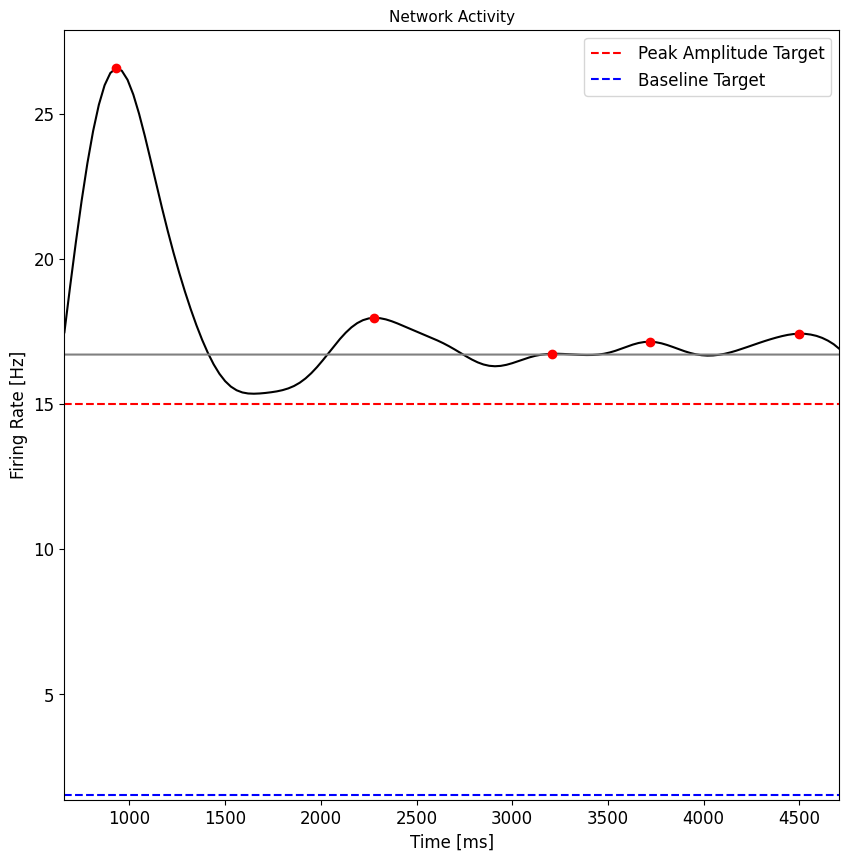 Network Activity
Peak Amplitude Target
Baseline Target
25
20
15
10
5
Firing Rate [Hz]
1000 1500 2000 2500 3000 3500 4000 4500
Time [ms]